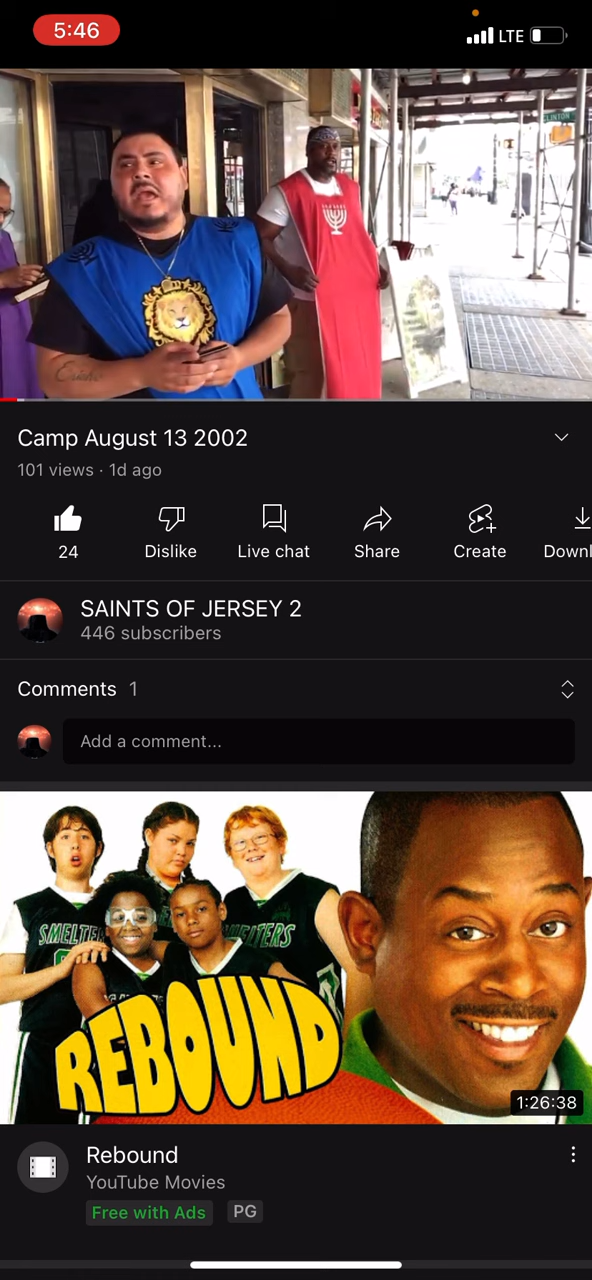 5:46
LTE
CLINTON
Camp August 13 2002
101 views · 1d ago
24
Dislike
Live chat
Share
Create
Downl
SAINTS OF JERSEY 2
446 subscribers
Comments 1
Add a comment...
SMELTE
REBOUND
1:26:38
Rebound
YouTube Movies
Free with Ads
PG